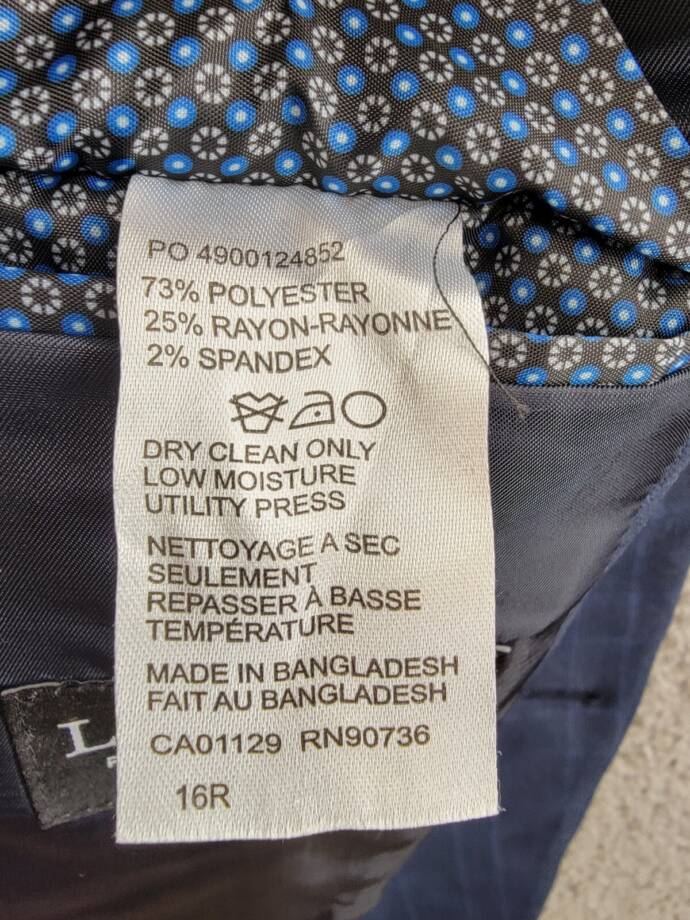 PO 4900124852
73% POLYESTER
25% RAYON-RAYONNE
2% SPANDEX
DRY CLEAN ONLY
LOW MOISTURE
UTILITY PRESS
NETTOYAGE A SEC
SEULEMENT
REPASSER À BASSE
TEMPÉRATURE
MADE IN BANGLADESH
FAIT AU BANGLADESH
CA01129 RN90736
16R